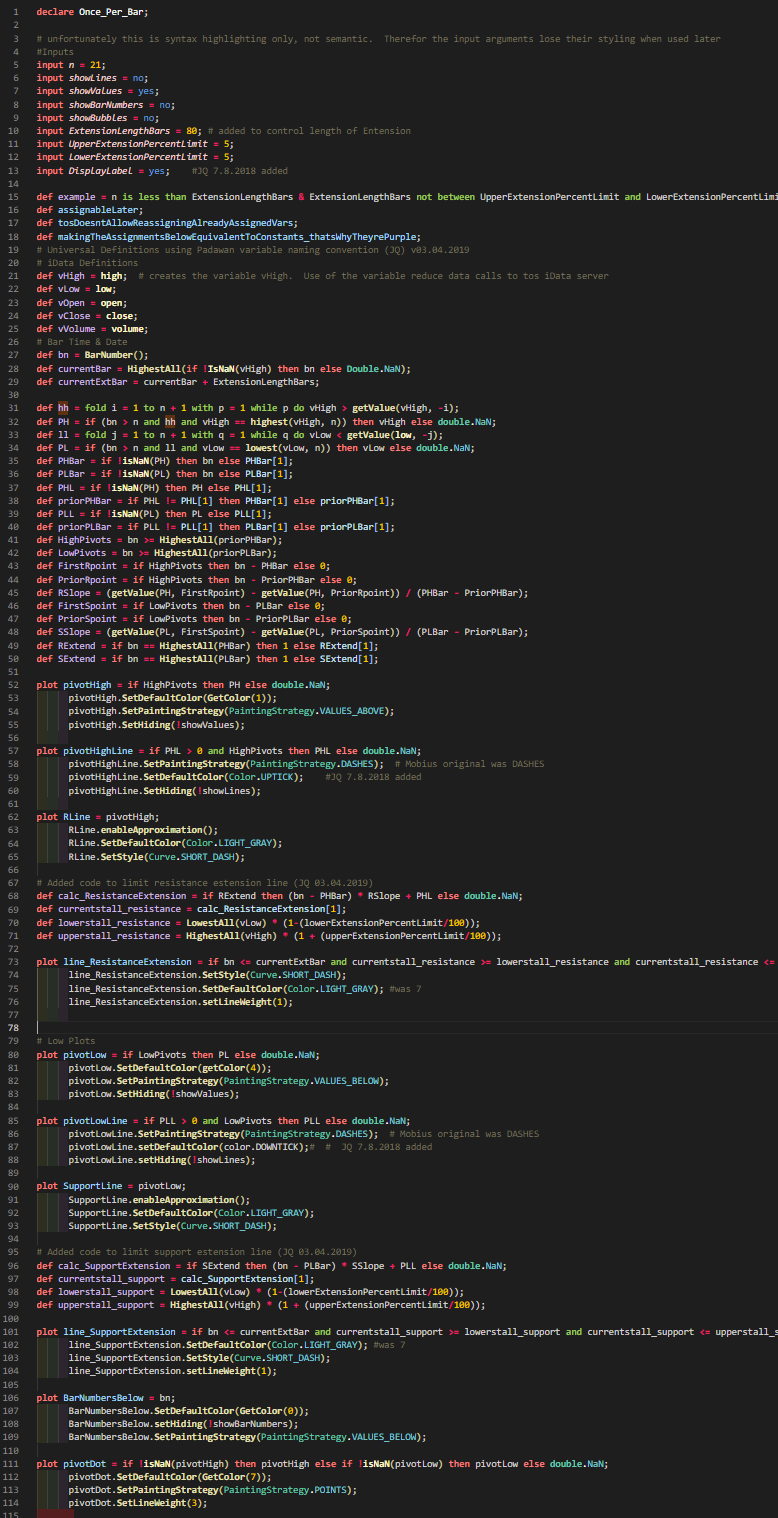 1 declare Once_Per_Bar;
2
3 # unfortunately this is syntax highlighting only, not semantic.  Therefor the input arguments lose their styling when used later
4 #Inputs
5 input n = 21;
6 input showLines = no;
7 input showValues = yes;
8 input showBarNumbers = no;
9 input showBubbles = no;
10 input ExtensionLengthBars = 80; # added to control length of Entension
11 input UpperExtensionPercentLimit = 5;
12 input LowerExtensionPercentLimit = 5;
13 input DisplayLabel = yes;    #JQ 7.8.2018 added
14
15 def example = n is less than ExtensionLengthBars & ExtensionLengthBars not between UpperExtensionPercentLimit and LowerExtensionPercentLimi
16 def assignableLater;
17 def tosDoesntAllowReassigningAlreadyAssignedVars;
18 def makingTheAssignmentsBelowEquivalentToConstants_thatsWhyTheyrePurple;
19 # Universal Definitions using Padawan variable naming convention (JQ) v03.04.2019
20 # iData Definitions
21 def vHigh = high;  # creates the variable vHigh.  Use of the variable reduce data calls to tos iData server
22 def vLow = low;
23 def vOpen = open;
24 def vClose = close;
25 def vVolume = volume;
26 # Bar Time & Date
27 def bn = BarNumber();
28 def currentBar = HighestAll(if !IsNaN(vHigh) then bn else Double.NaN);
29 def currentExtBar = currentBar + ExtensionLengthBars;
30
31 def hh = fold i = 1 to n + 1 with p = 1 while p do vHigh > getValue(vHigh, -i);
32 def PH = if (bn > n and hh and vHigh == highest(vHigh, n)) then vHigh else double.NaN;
33 def ll = fold j = 1 to n + 1 with q = 1 while q do vLow < getValue(low, -j);
34 def PL = if (bn > n and ll and vLow == lowest(vLow, n)) then vLow else double.NaN;
35 def PHBar = if !isNaN(PH) then bn else PHBar[1];
36 def PLBar = if !isNaN(PL) then bn else PLBar[1];
37 def PHL = if !isNaN(PH) then PH else PHL[1];
38 def priorPHBar = if PHL != PHL[1] then PHBar[1] else priorPHBar[1];
39 def PLL = if !isNaN(PL) then PL else PLL[1];
40 def priorPLBar = if PLL != PLL[1] then PLBar[1] else priorPLBar[1];
41 def HighPivots = bn >= HighestAll(priorPHBar);
42 def LowPivots = bn >= HighestAll(priorPLBar);
43 def FirstRpoint = if HighPivots then bn - PHBar else 0;
44 def PriorRpoint = if HighPivots then bn - PriorPHBar else 0;
45 def RSlope = (getValue(PH, FirstRpoint) - getValue(PH, PriorRpoint)) / (PHBar - PriorPHBar);
46 def FirstSpoint = if LowPivots then bn - PLBar else 0;
47 def PriorSpoint = if LowPivots then bn - PriorPLBar else 0;
48 def SSlope = (getValue(PL, FirstSpoint) - getValue(PL, PriorSpoint)) / (PLBar - PriorPLBar);
49 def RExtend = if bn == HighestAll(PHBar) then 1 else RExtend[1];
50 def SExtend = if bn == HighestAll(PLBar) then 1 else SExtend[1];
51
52 plot pivotHigh = if HighPivots then PH else double.NaN;
53 pivotHigh.SetDefaultColor(GetColor(1));
54 pivotHigh.SetPaintingStrategy(PaintingStrategy.VALUES_ABOVE);
55 pivotHigh.SetHiding(!showValues);
56
57 plot pivotHighLine = if PHL > 0 and HighPivots then PHL else double.NaN;
58 pivotHighLine.SetPaintingStrategy(PaintingStrategy.DASHES);  # Mobius original was DASHES
59 pivotHighLine.SetDefaultColor(Color.UPTICK);    #JQ 7.8.2018 added
60 pivotHighLine.SetHiding(!showLines);
61
62 plot RLine = pivotHigh;
63 RLine.enableApproximation();
64 RLine.SetDefaultColor(Color.LIGHT_GRAY);
65 RLine.SetStyle(Curve.SHORT_DASH);
66
67 # Added code to limit resistance estension line (JQ 03.04.2019)
68 def calc_ResistanceExtension = if RExtend then (bn - PHBar) * RSlope + PHL else double.NaN;
69 def currentstall_resistance = calc_ResistanceExtension[1];
70 def lowerstall_resistance = LowestAll(vLow) * (1-(lowerExtensionPercentLimit/100));
71 def upperstall_resistance = HighestAll(vHigh) * (1 + (upperExtensionPercentLimit/100));
72
73 plot line_ResistanceExtension = if bn <= currentExtBar and currentstall_resistance >= lowerstall_resistance and currentstall_resistance <=
74 line_ResistanceExtension.SetStyle(Curve.SHORT_DASH);
75 line_ResistanceExtension.SetDefaultColor(Color.LIGHT_GRAY); #was 7
76 line_ResistanceExtension.setLineWeight(1);
77
78
79 # Low Plots
80 plot pivotLow = if LowPivots then PL else double.NaN;
81 pivotLow.SetDefaultColor(getColor(4));
82 pivotLow.SetPaintingStrategy(PaintingStrategy.VALUES_BELOW);
83 pivotLow.SetHiding(!showValues);
84
85 plot pivotLowLine = if PLL > 0 and LowPivots then PLL else double.NaN;
86 pivotLowLine.SetPaintingStrategy(PaintingStrategy.DASHES);  # Mobius original was DASHES
87 pivotLowLine.setDefaultColor(color.DOWNTICK);#  #  JQ 7.8.2018 added
88 pivotLowLine.setHiding(!showLines);
89
90 plot SupportLine = pivotLow;
91 SupportLine.enableApproximation();
92 SupportLine.SetDefaultColor(Color.LIGHT_GRAY);
93 SupportLine.SetStyle(Curve.SHORT_DASH);
94
95 # Added code to limit support estension line (JQ 03.04.2019)
96 def calc_SupportExtension = if SExtend then (bn - PLBar) * SSlope + PLL else double.NaN;
97 def currentstall_support = calc_SupportExtension[1];
98 def lowerstall_support = LowestAll(vLow) * (1-(lowerExtensionPercentLimit/100));
99 def upperstall_support = HighestAll(vHigh) * (1 + (upperExtensionPercentLimit/100));
100
101 plot line_SupportExtension = if bn <= currentExtBar and currentstall_support >= lowerstall_support and currentstall_support <= upperstall_s
102 line_SupportExtension.SetDefaultColor(Color.LIGHT_GRAY); #was 7
103 line_SupportExtension.SetStyle(Curve.SHORT_DASH);
104 line_SupportExtension.setLineWeight(1);
105
106 plot BarNumbersBelow = bn;
107 BarNumbersBelow.SetDefaultColor(GetColor(0));
108 BarNumbersBelow.setHiding(!showBarNumbers);
109 BarNumbersBelow.SetPaintingStrategy(PaintingStrategy.VALUES_BELOW);
110
111 plot pivotDot = if !isNaN(pivotHigh) then pivotHigh else if !isNaN(pivotLow) then pivotLow else double.NaN;
112 pivotDot.SetDefaultColor(GetColor(7));
113 pivotDot.SetPaintingStrategy(PaintingStrategy.POINTS);
114 pivotDot.SetLineWeight(3);
115